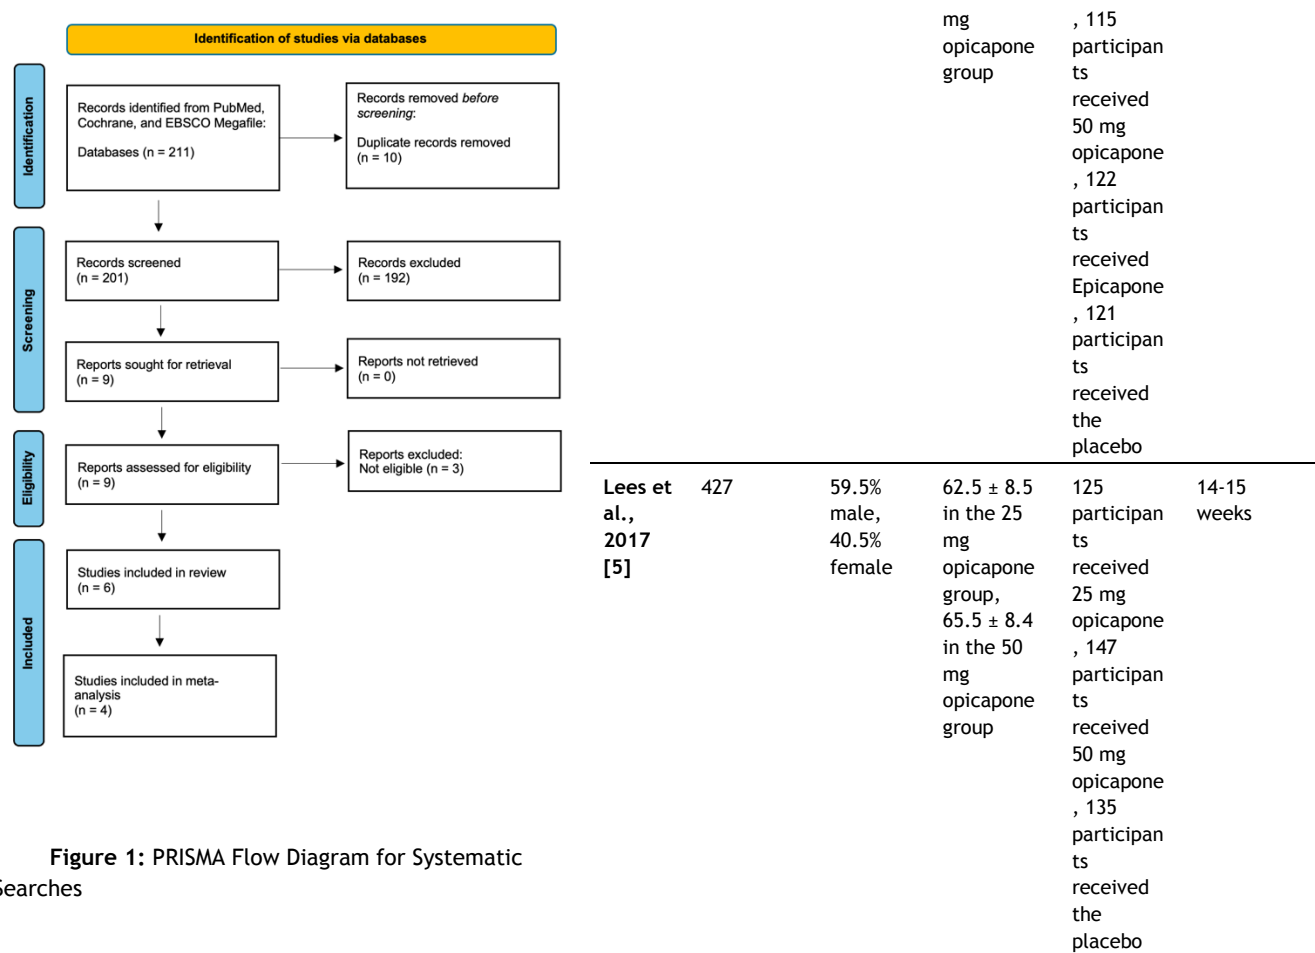 Identification of studies via databases
Identification
Records identified from PubMed,
Cochrane, and EBSCO Megafile:
Databases (n = 211)
Records removed before
screening:
Duplicate records removed
(n = 10)
Screening
Records screened
(n = 201)
Records excluded
(n = 192)
Reports sought for retrieval
(n = 9)
Reports not retrieved
(n = 0)
Eligibility
Reports assessed for eligibility
(n = 9)
Reports excluded:
Not eligible (n = 3)
Included
Studies included in review
(n = 6)
Studies included in meta-
analysis
(n = 4)
Figure 1: PRISMA Flow Diagram for Systematic
Searches
mg
opicapone
group
, 115
participan
ts
received
50 mg
opicapone
, 122
participan
ts
received
Epicapone
, 121
participan
ts
received
the
placebo
Lees et
al.,
2017
[5]
427
59.5%
male,
40.5%
female
62.5 ± 8.5
in the 25
mg
opicapone
group,
65.5 ± 8.4
in the 50
mg
opicapone
group
125
participan
ts
received
25 mg
opicapone
, 147
participan
ts
received
50 mg
opicapone
, 135
participan
ts
received
the
placebo
14-15
weeks